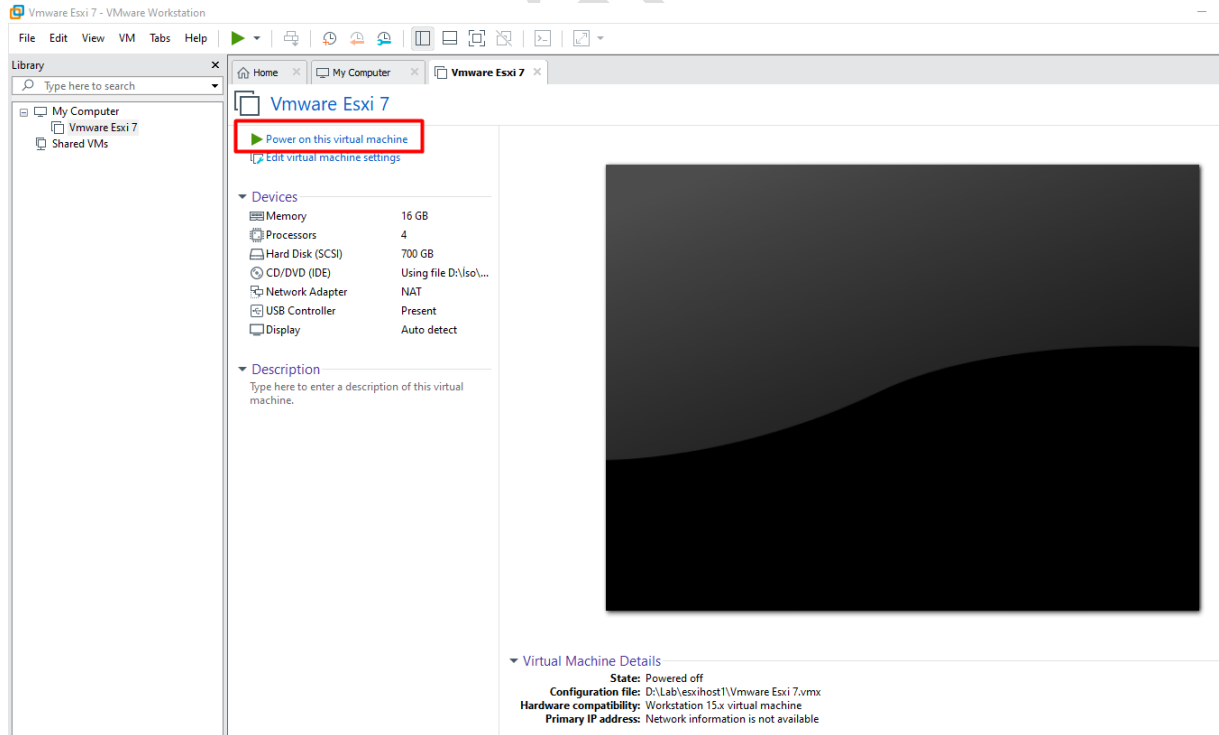 Vmware Esxi 7 - VMware Workstation
File Edit View VM Tabs Help
Library
Type here to search
My Computer
Vmware Esxi 7
Shared VMs
Home My Computer Vmware Esxi 7
Vmware Esxi 7
Power on this virtual machine
Edit virtual machine settings
Devices
Memory 16 GB
Processors 4
Hard Disk (SCSI) 700 GB
CD/DVD (IDE) Using file D:\İso\...
Network Adapter NAT
USB Controller Present
Display Auto detect
Description
Type here to enter a description of this virtual
machine.
Virtual Machine Details
State: Powered off
Configuration file: D:\Lab\esxihost1\Vmware Esxi 7.vmx
Hardware compatibility: Workstation 15.x virtual machine
Primary IP address: Network information is not available